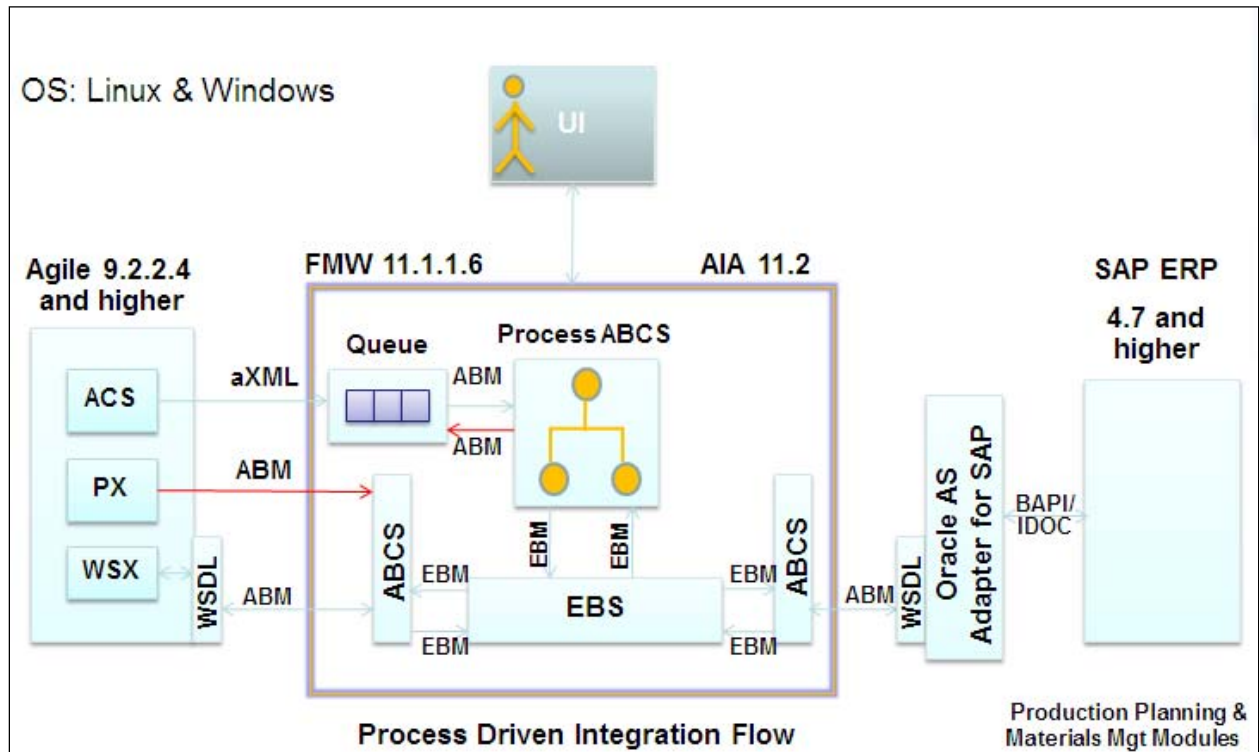 OS: Linux & Windows
UI
Agile 9.2.2.4
and higher
FMW 11.1.1.6
AIA 11.2
SAP ERP
4.7 and
higher
Queue
Process ABCS
ACS
aXML
ABM
ABM
PX
ABM
WSX
WSDL
ABM
ABCS
EBM
EBM
EBM
EBM
EBS
EBM
EBM
ABCS
ABM
WSDL
Oracle AS
Adapter for SAP
BAPI/
IDOC
Process Driven Integration Flow
Production Planning &
Materials Mgt Modules